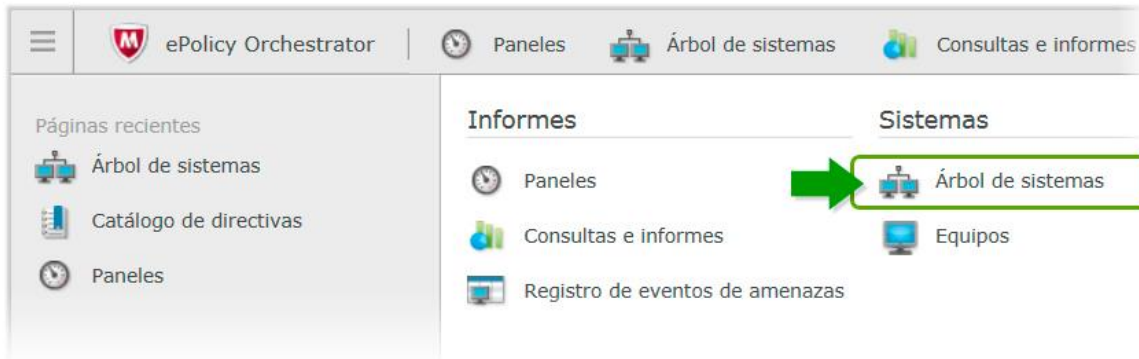 ePolicy Orchestrator
Paneles
Árbol de sistemas
Consultas e informes
Páginas recientes
Árbol de sistemas
Catálogo de directivas
Paneles
Informes
Paneles
Consultas e informes
Registro de eventos de amenazas
Sistemas
Árbol de sistemas
Equipos